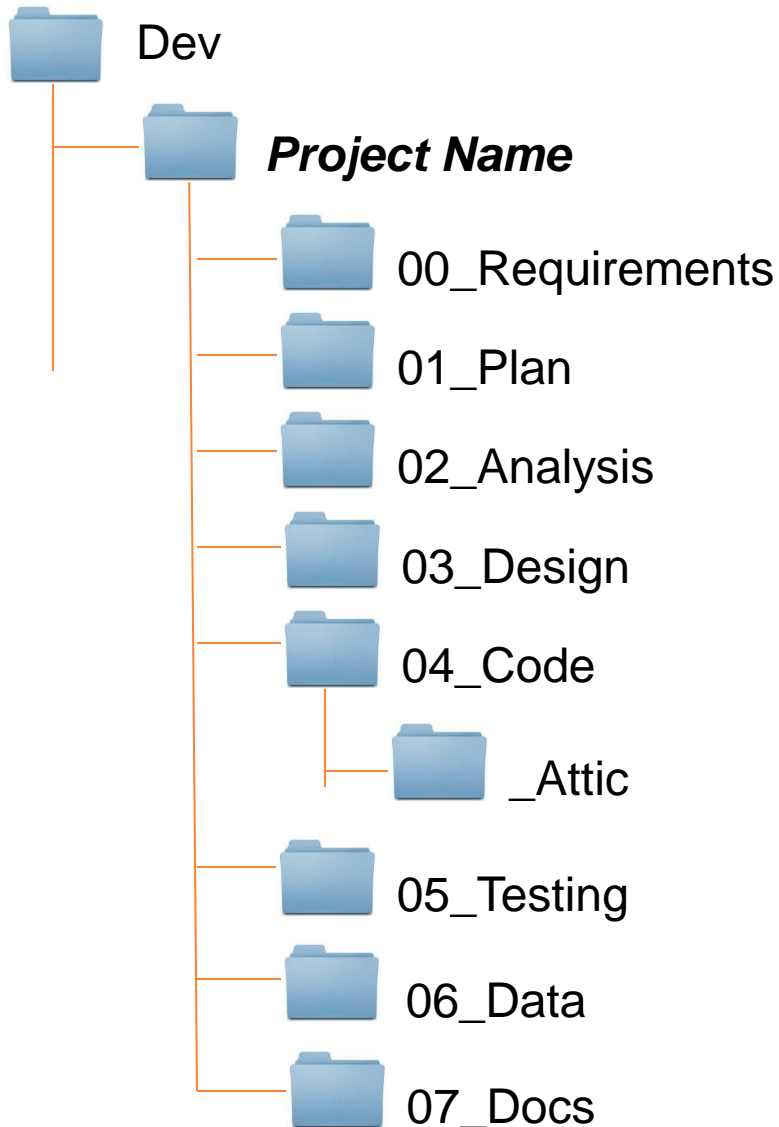 Dev
Project Name
00_Requirements
01_Plan
02_Analysis
03_Design
04_Code
_Attic
05_Testing
06_Data
07_Docs